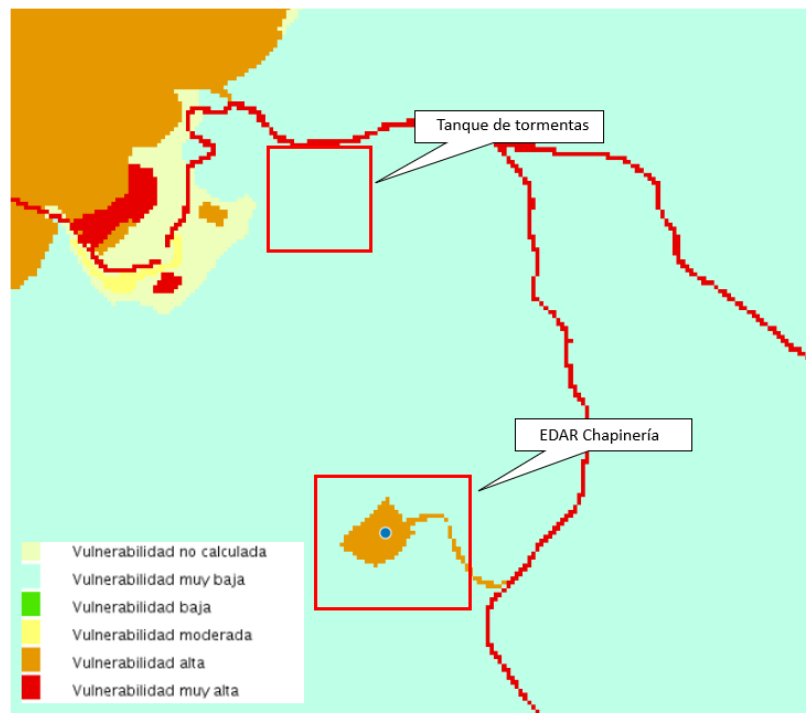 Tanque de tormentas
EDAR Chapinería
Vulnerabilidad no calculada
Vulnerabilidad muy baja
Vulnerabilidad baja
Vulnerabilidad moderada
Vulnerabilidad alta
Vulnerabilidad muy alta